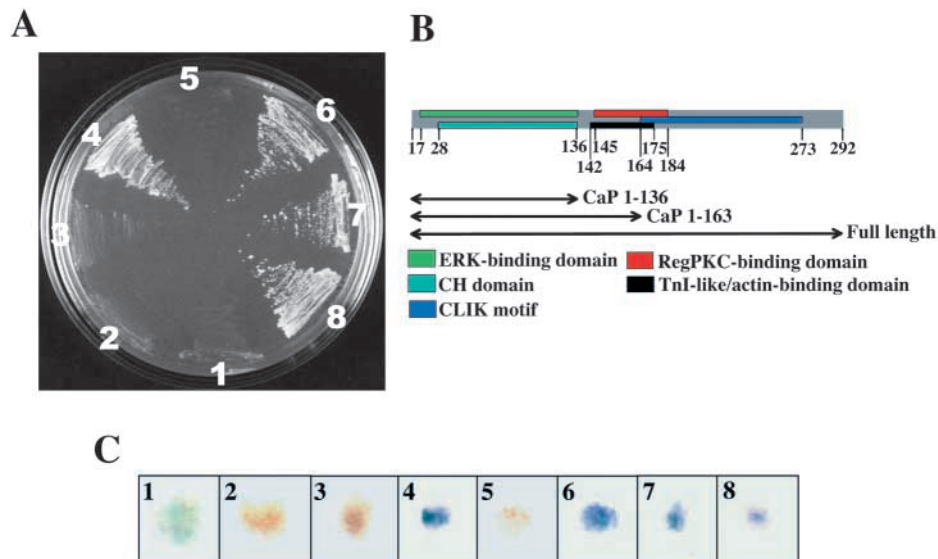 A
B
5
6
4
7
3
8
2
1
17 28 136 145 175 273 292
142 164 184
CaP 1-136
CaP 1-163
Full length
ERK-binding domain RegPKC-binding domain
CH domain TnI-like/actin-binding domain
CLIK motif
C
1 2 3 4 5 6 7 8